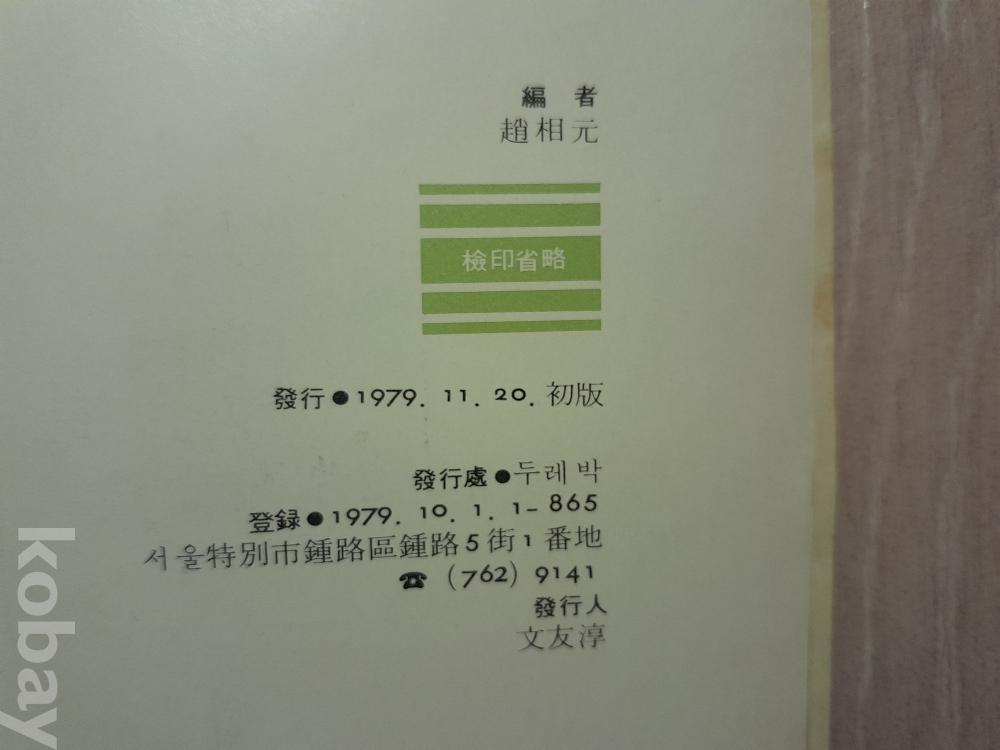 編 者
趙相元
檢印省略
發行●1979. 11. 20. 初版
發行處●두레박
登録●1979. 10. 1. 1-865
서울特別市鍾路區鍾路5街1番地
☎ (762) 9141
發行人
文友淳
kobay